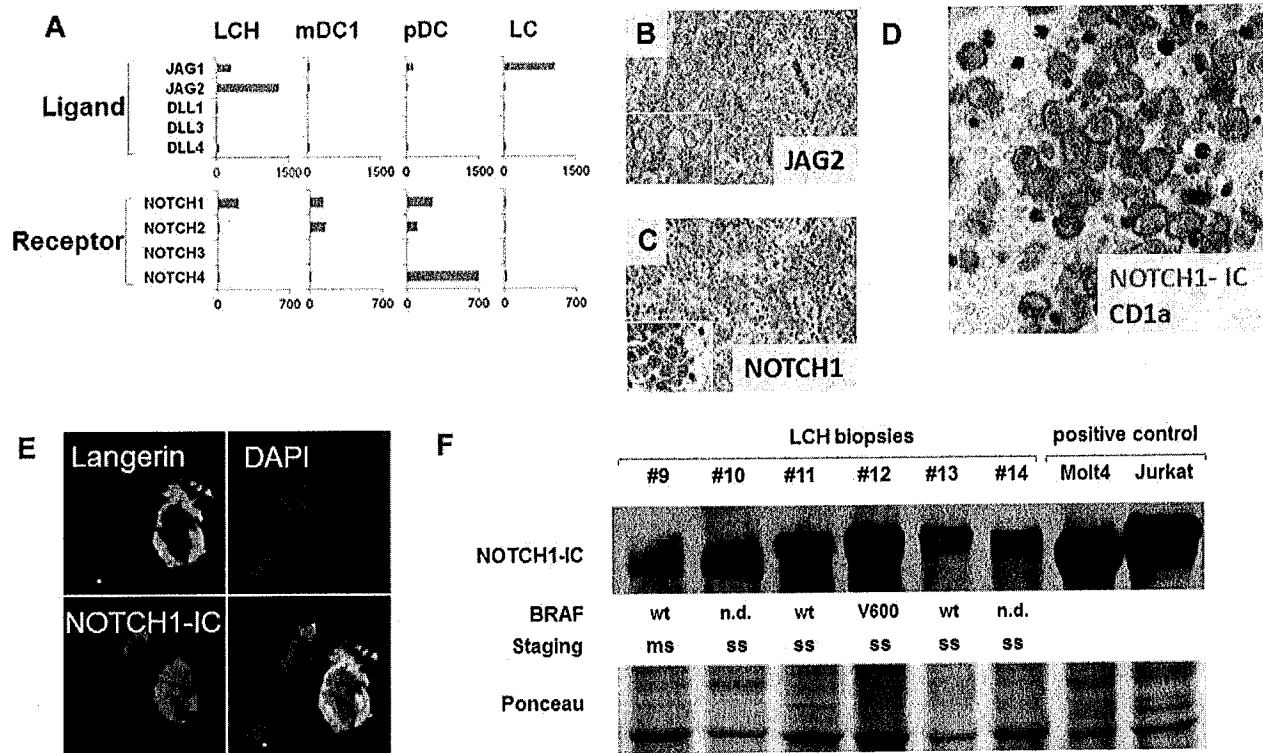 A
LCH mDC1 pDC LC
Ligand
JAG1
JAG2
DLL1
DLL3
DLL4
0 1500 0 1500 0 1500 0 1500
Receptor
NOTCH1
NOTCH2
NOTCH3
NOTCH4
0 700 0 700 0 700 0 700
B
JAG2
C
NOTCH1
D
NOTCH1- IC
CD1a
E
Langerin DAPI
NOTCH1-IC
F
LCH biopsies positive control
#9 #10 #11 #12 #13 #14 Molt4 Jurkat
NOTCH1-IC
BRAF wt n.d. wt V600 wt n.d.
Staging ms ss ss ss ss ss
Ponceau